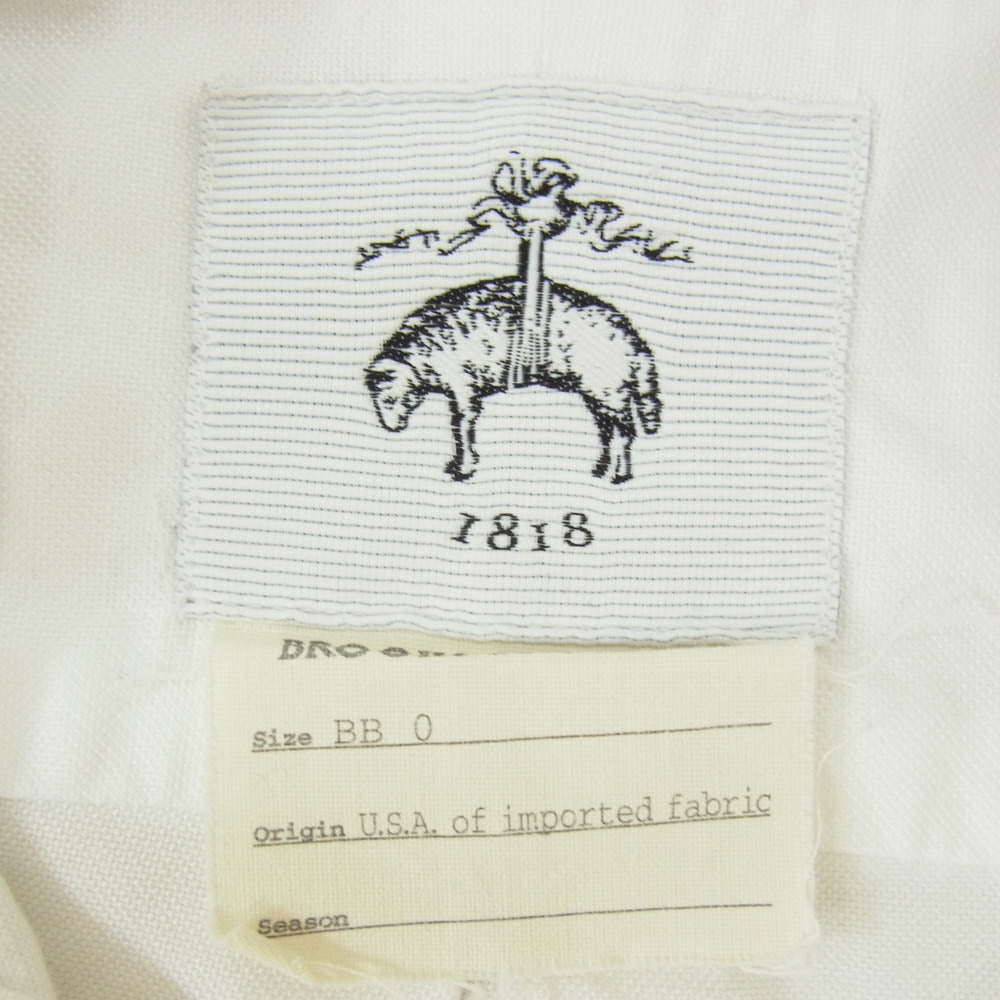 1818
Size BB 0
Origin U.S.A. of imported fabric
Season